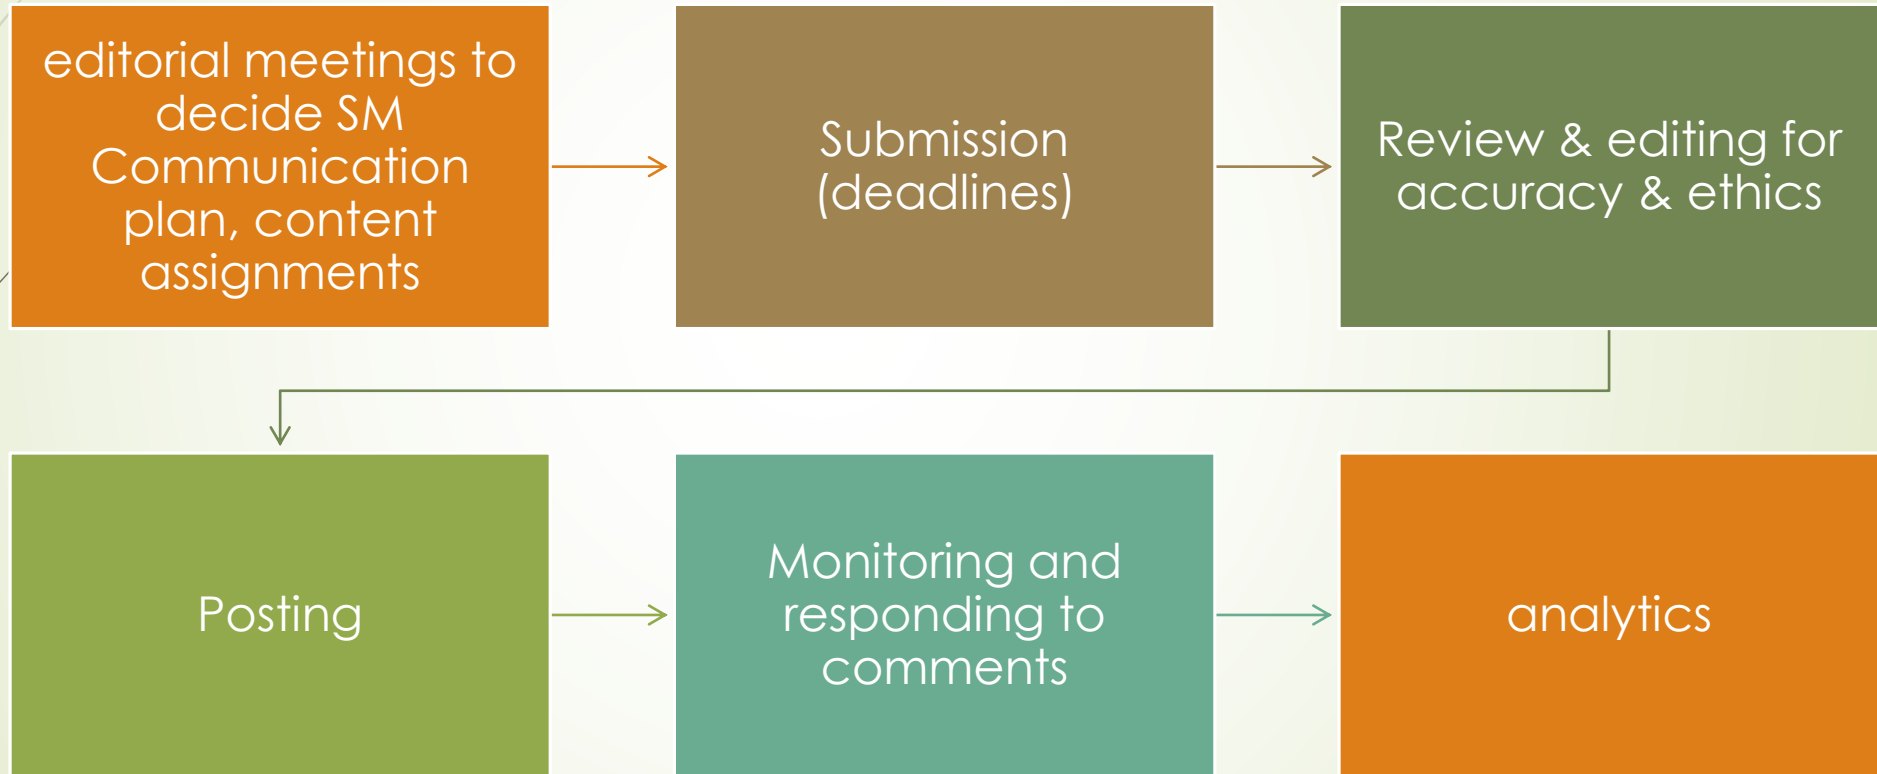 editorial meetings to
decide SM
Communication
plan, content
assignments
Submission
(deadlines)
Review & editing for
accuracy & ethics
Posting
Monitoring and
responding to
comments
analytics